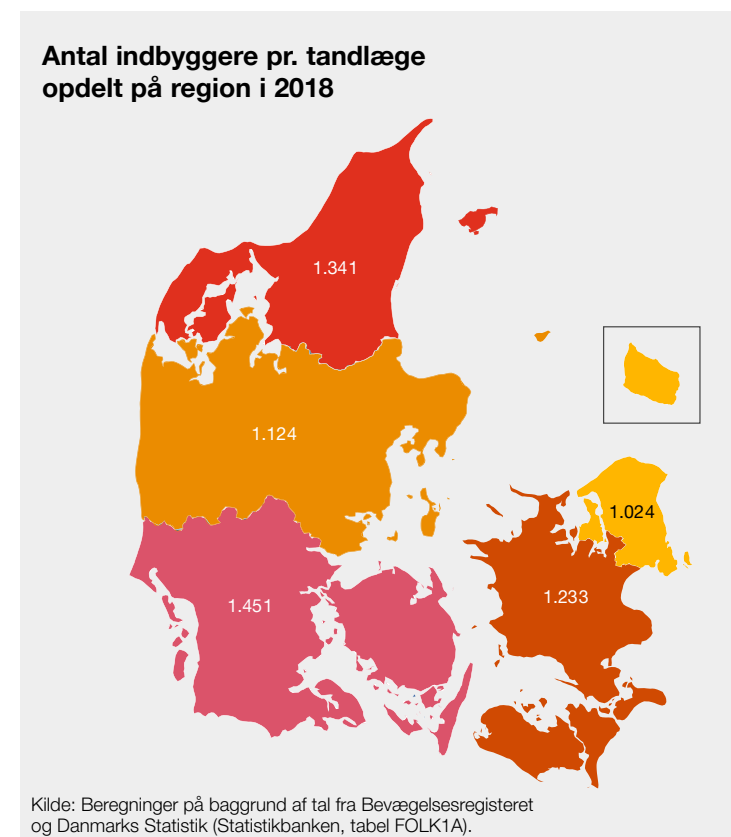 Antal indbyggere pr. tandlæge
opdelt på region i 2018
1.341
1.124
1.024
1.233
1.451
Kilde: Beregninger på baggrund af tal fra Bevægelsesregisteret
og Danmarks Statistik (Statistikbanken, tabel FOLK1A).